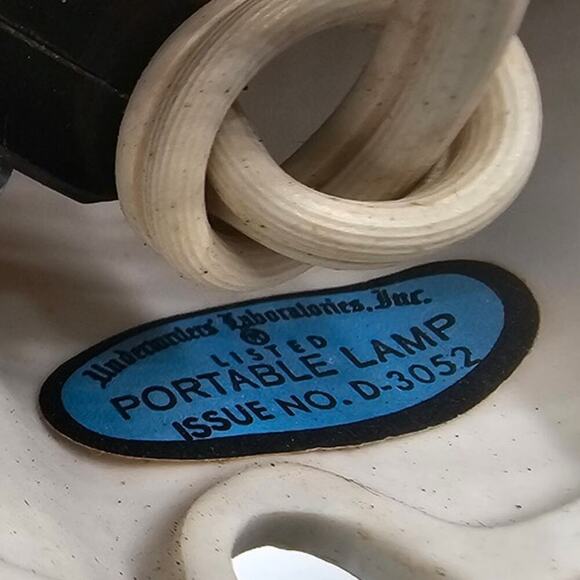 Underwriters' Laboratories, Inc.
LISTED
PORTABLE LAMP
ISSUE NO. D-3052